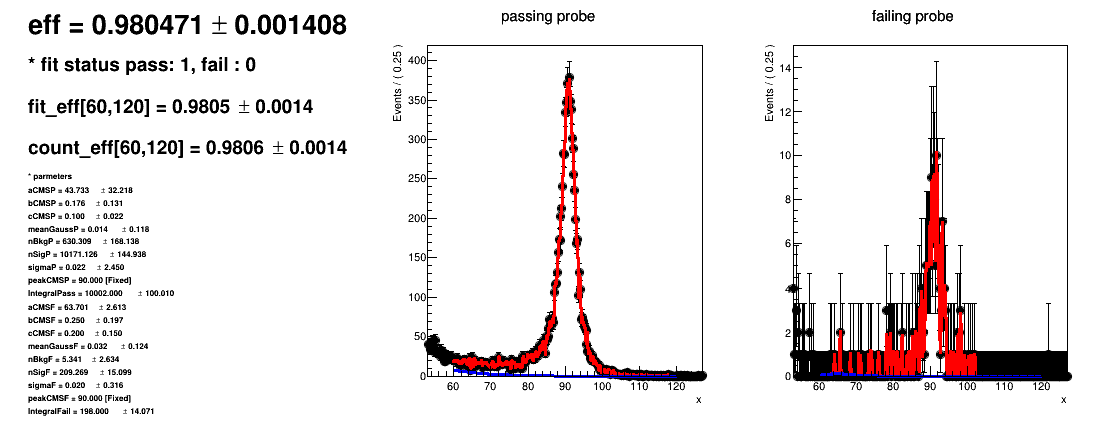 eff = 0.980471 ± 0.001408
* fit status pass: 1, fail : 0
fit_eff[60,120] = 0.9805 ± 0.0014
count_eff[60,120] = 0.9806 ± 0.0014
* parmeters
aCMSP = 43.733 ± 32.218
bCMSP = 0.176 ± 0.131
cCMSP = 0.100 ± 0.022
meanGaussP = 0.014 ± 0.118
nBkgP = 630.309 ± 168.138
nSigP = 10171.126 ± 144.938
sigmaP = 0.022 ± 2.450
peakCMSP = 90.000 [Fixed]
IntegralPass = 10002.000 ± 100.010
aCMSF = 63.701 ± 2.613
bCMSF = 0.250 ± 0.197
cCMSF = 0.200 ± 0.150
meanGaussF = 0.032 ± 0.124
nBkgF = 5.341 ± 2.634
nSigF = 209.269 ± 15.099
sigmaF = 0.020 ± 0.316
peakCMSF = 90.000 [Fixed]
IntegralFail = 198.000 ± 14.071
passing probe
Events / ( 0.25 )
400
350
300
250
200
150
100
50
0
60 70 80 90 100 110 120
x
failing probe
Events / ( 0.25 )
14
12
10
8
6
4
2
0
60 70 80 90 100 110 120
x